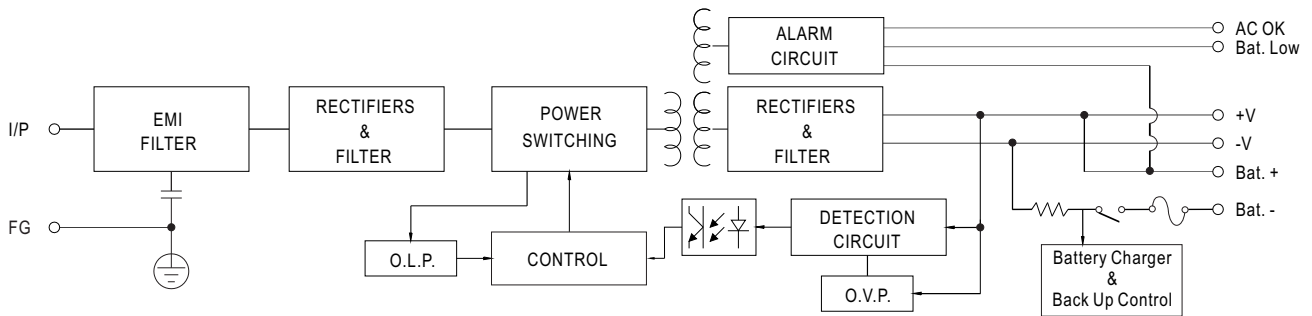 ALARM
CIRCUIT
AC OK
Bat. Low
I/P
EMI
FILTER
RECTIFIERS
&
FILTER
POWER
SWITCHING
RECTIFIERS
&
FILTER
+V
-V
Bat. +
Bat. -
FG
O.L.P.
CONTROL
DETECTION
CIRCUIT
O.V.P.
Battery Charger
&
Back Up Control